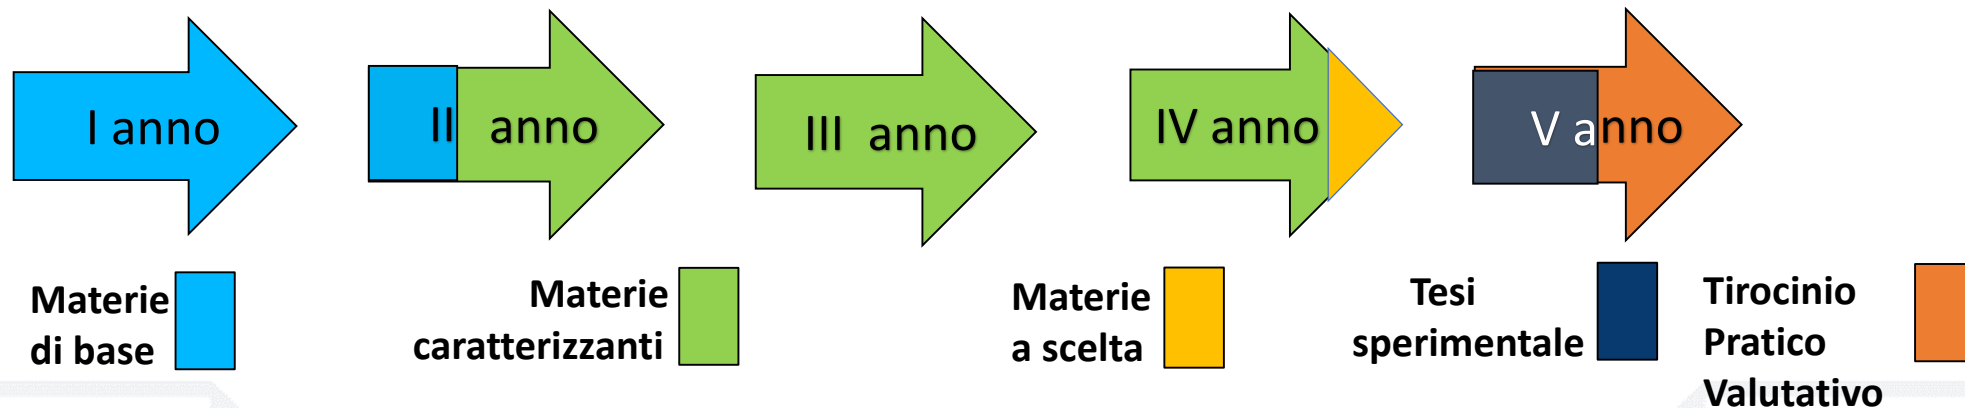 I anno
II anno
III anno
IV anno
V anno
Materie
di base
Materie
caratterizzanti
Materie
a scelta
Tesi
sperimentale
Tirocinio
Pratico
Valutativo